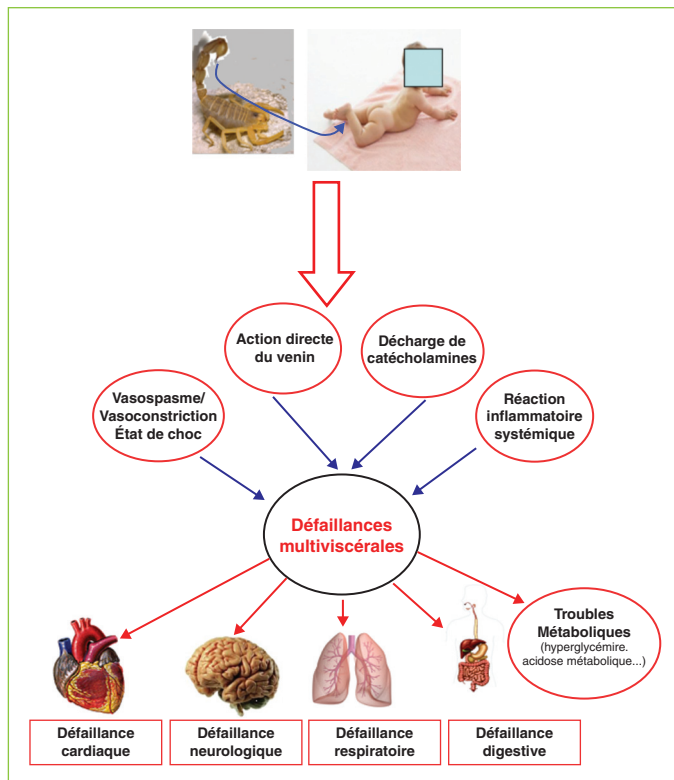 Action directe
du venin
Décharge de
catécholamines
Vasospasme/
Vasoconstriction
État de choc
Réaction
inflammatoire
systémique
Défaillances
multiviscérales
Troubles
Métaboliques
(hyperglycémire.
acidose métabolique...)
Défaillance
cardiaque
Défaillance
neurologique
Défaillance
respiratoire
Défaillance
digestive